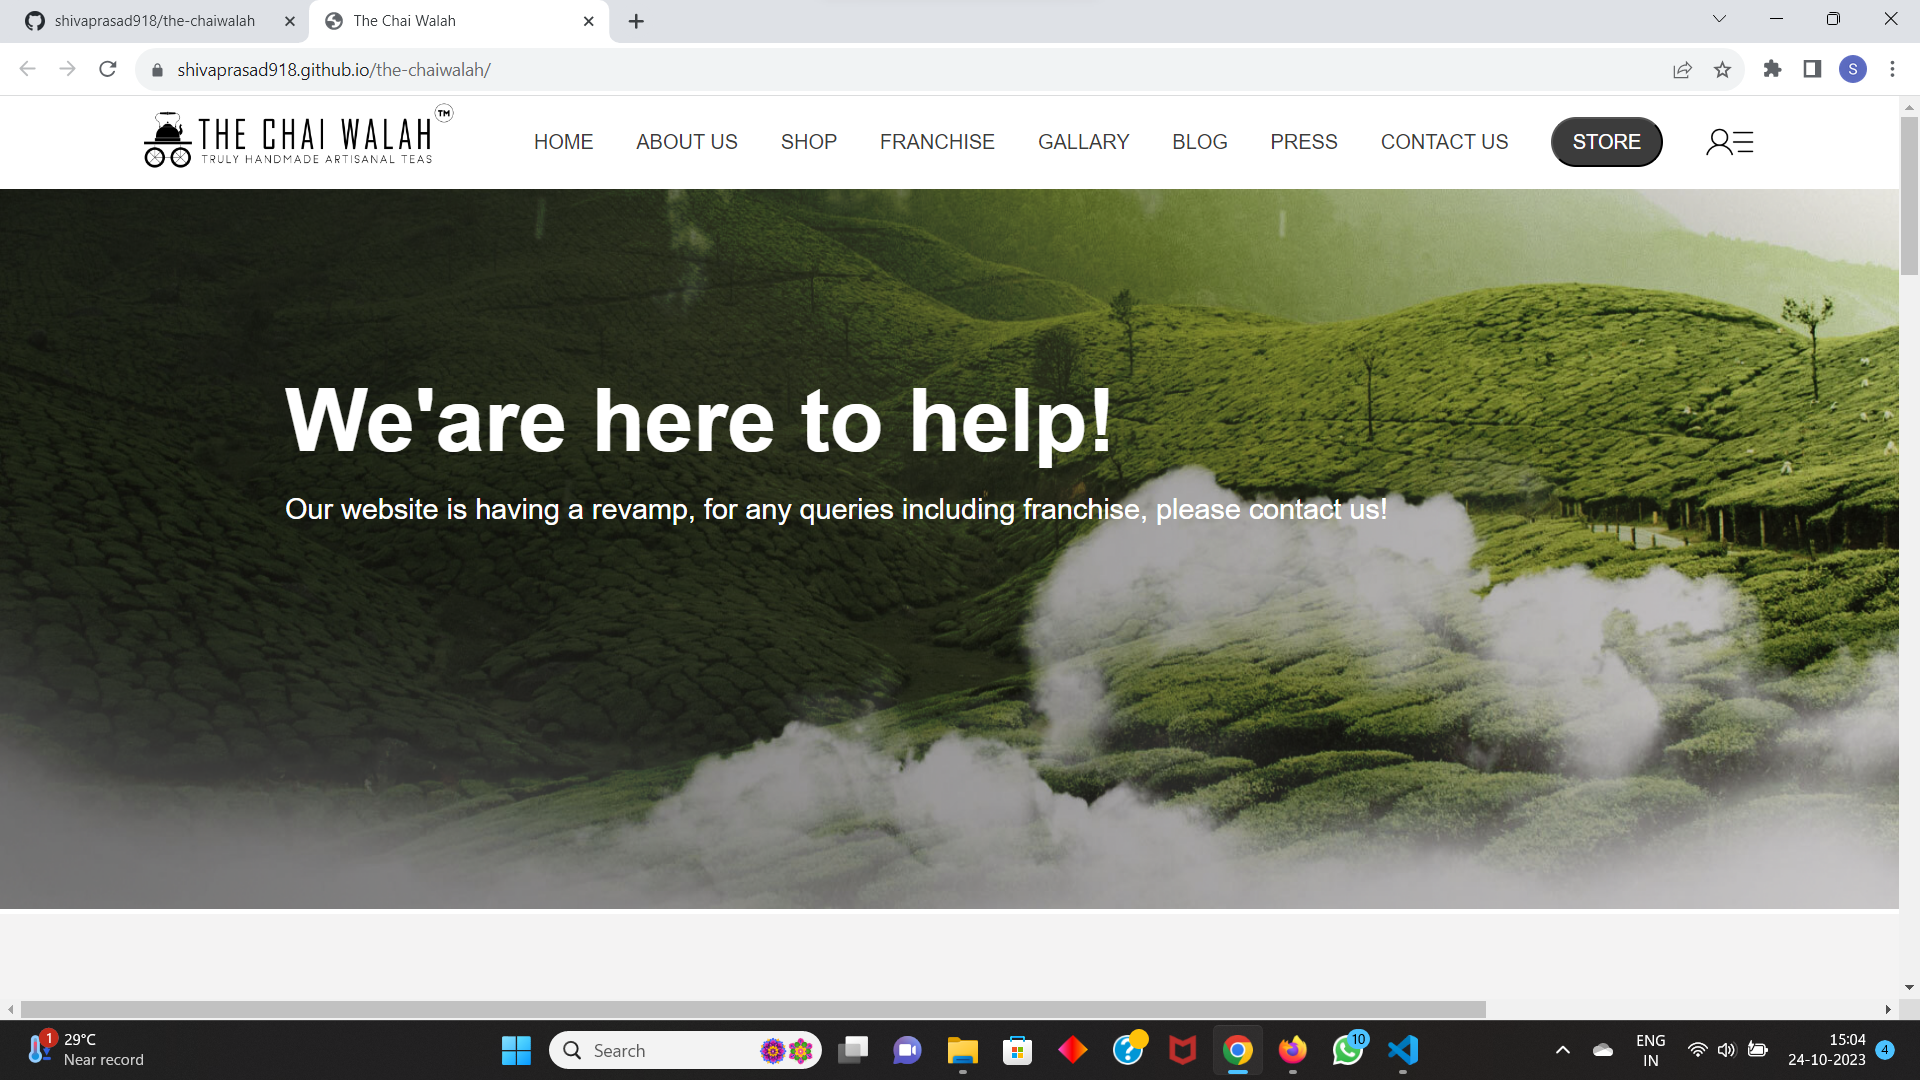 shivaprasad918/the-chaiwalah
The Chai Walah
shivaprasad918.github.io/the-chaiwalah/
S
THE CHAI WALAH TM
TRULY HANDMADE ARTISANAL TEAS
HOME ABOUT US SHOP FRANCHISE GALLARY BLOG PRESS CONTACT US STORE
We'are here to help!
Our website is having a revamp, for any queries including franchise, please contact us!
1
29°C
Near record
Search
10
ENG
IN
15:04
24-10-2023
4